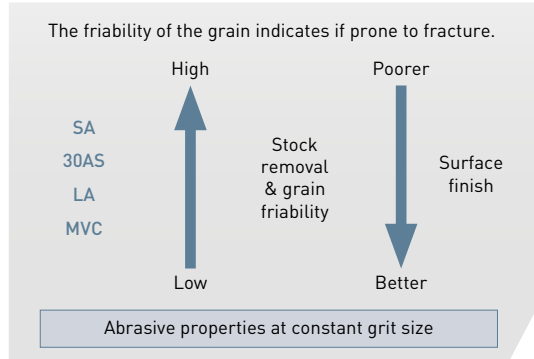 The friability of the grain indicates if prone to fracture.
High
Poorer
SA
30AS
LA
MVC
Stock
removal
& grain
friability
Surface
finish
Low
Better
Abrasive properties at constant grit size